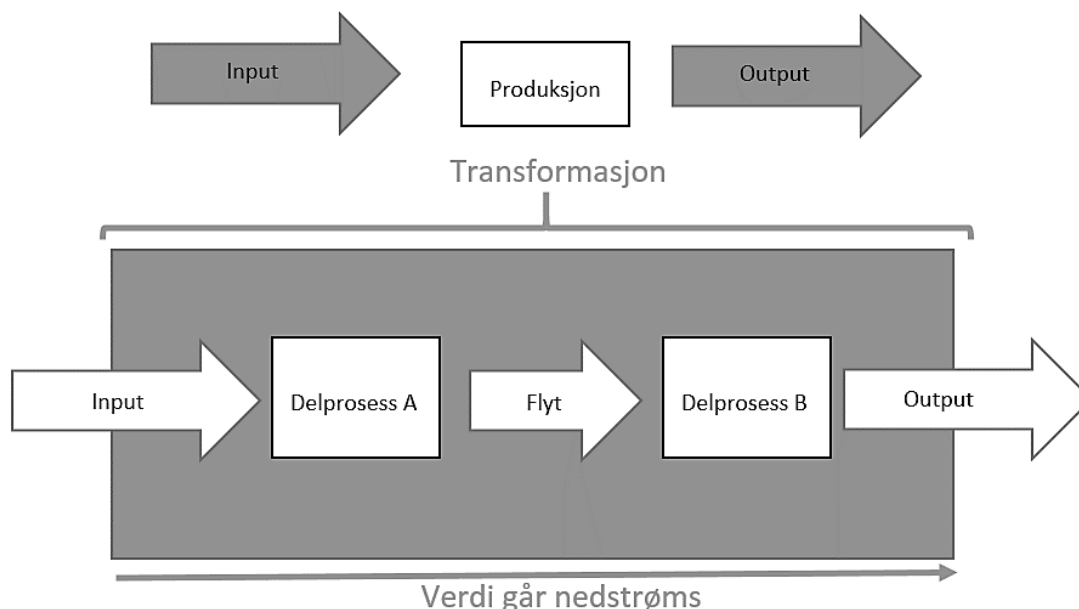 Input
Produksjon
Output
Transformasjon
Input
Delprosess A
Flyt
Delprosess B
Output
Verdi går nedstrøms